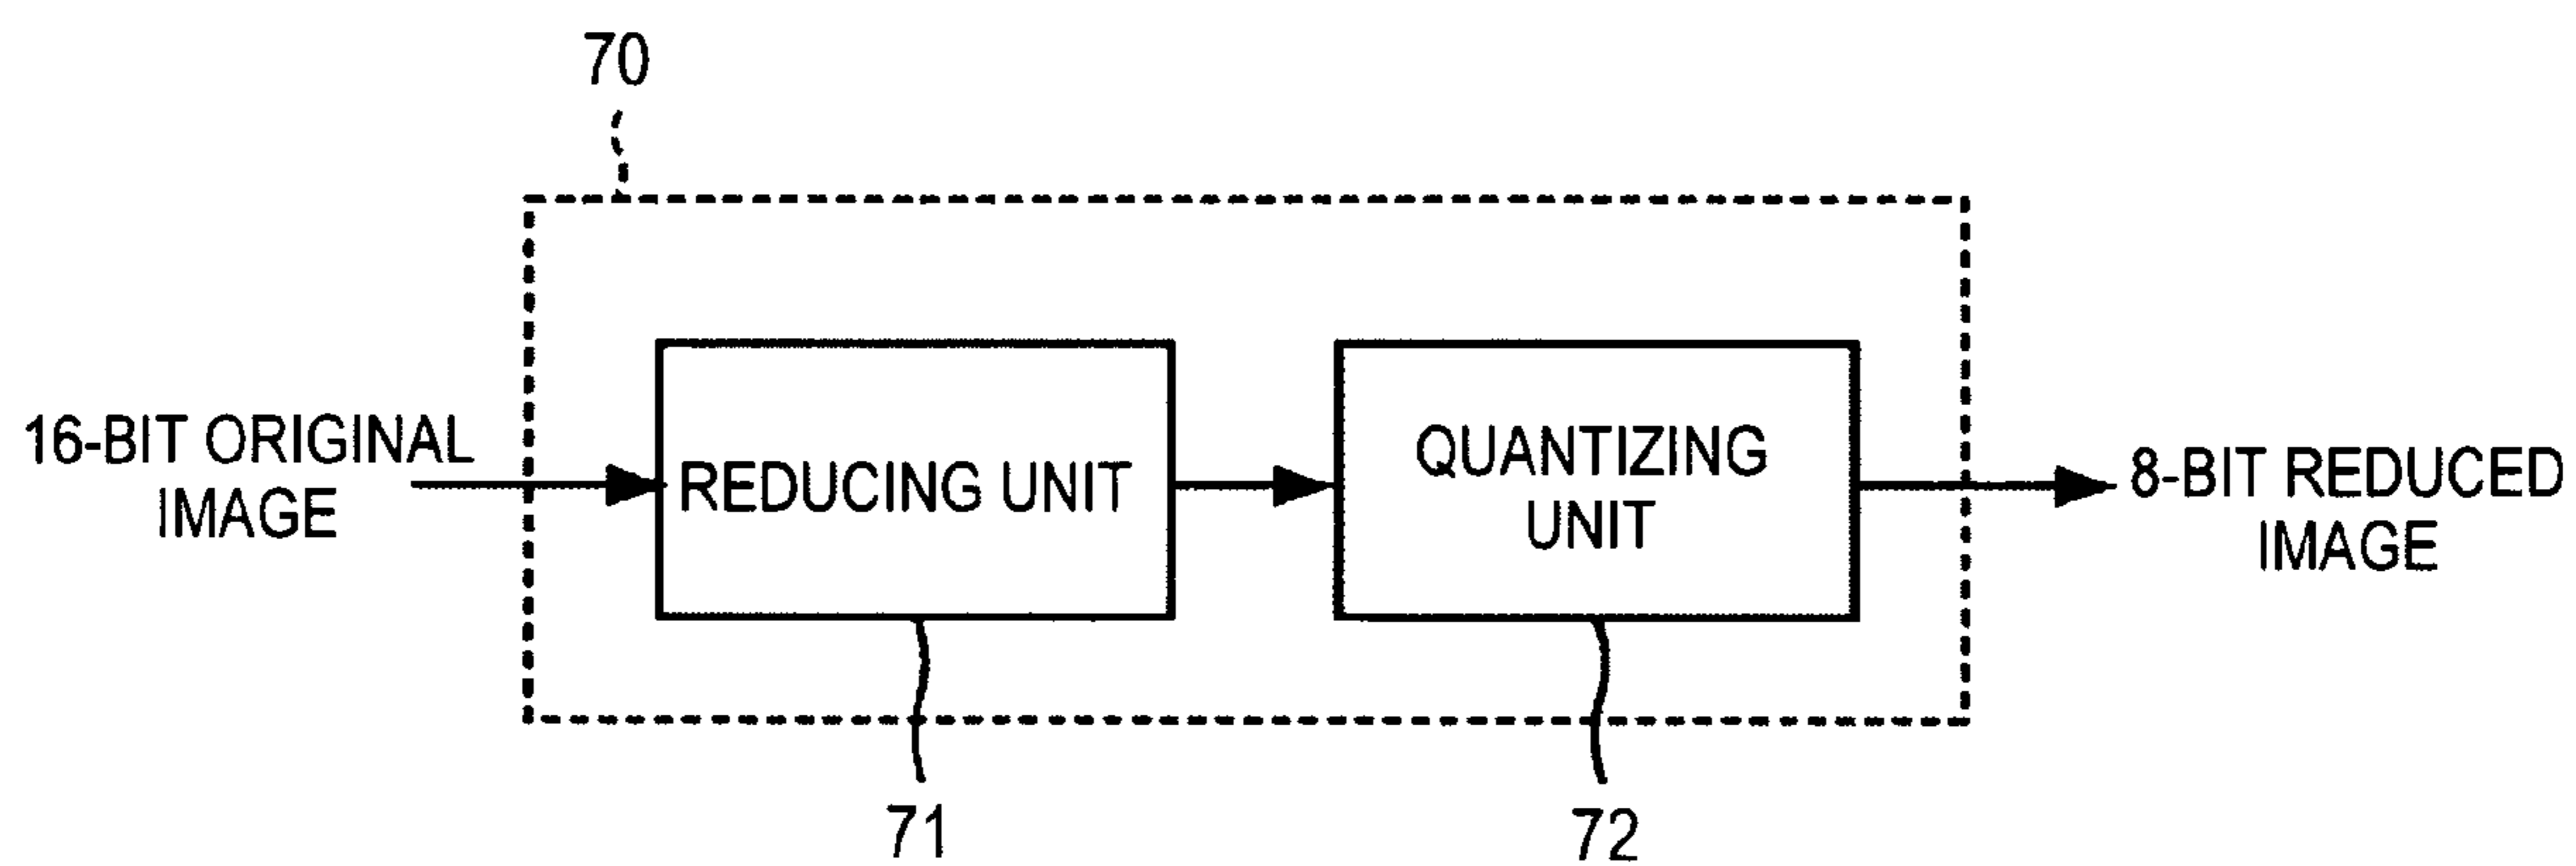 70
16-BIT ORIGINAL
IMAGE
REDUCING UNIT
QUANTIZING
UNIT
8-BIT REDUCED
IMAGE
71
72